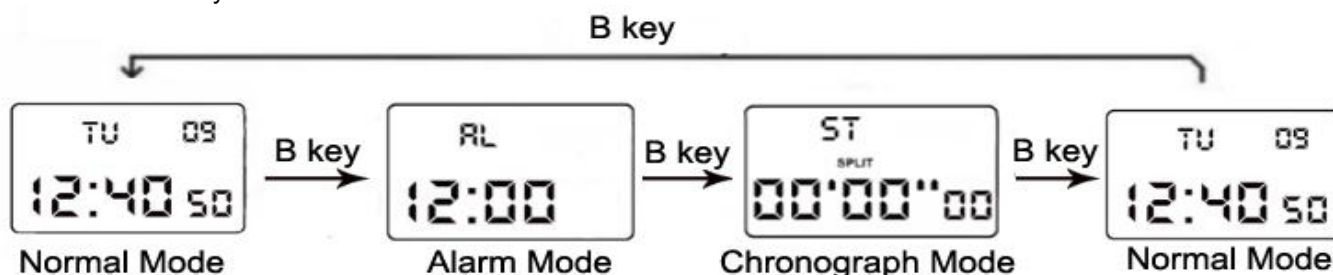 B key
TU 09
12:40 50
Normal Mode
B key
AL
12:00
Alarm Mode
B key
ST
SPLIT
00'00"00
Chronograph Mode
B key
TU 09
12:40 50
Normal Mode